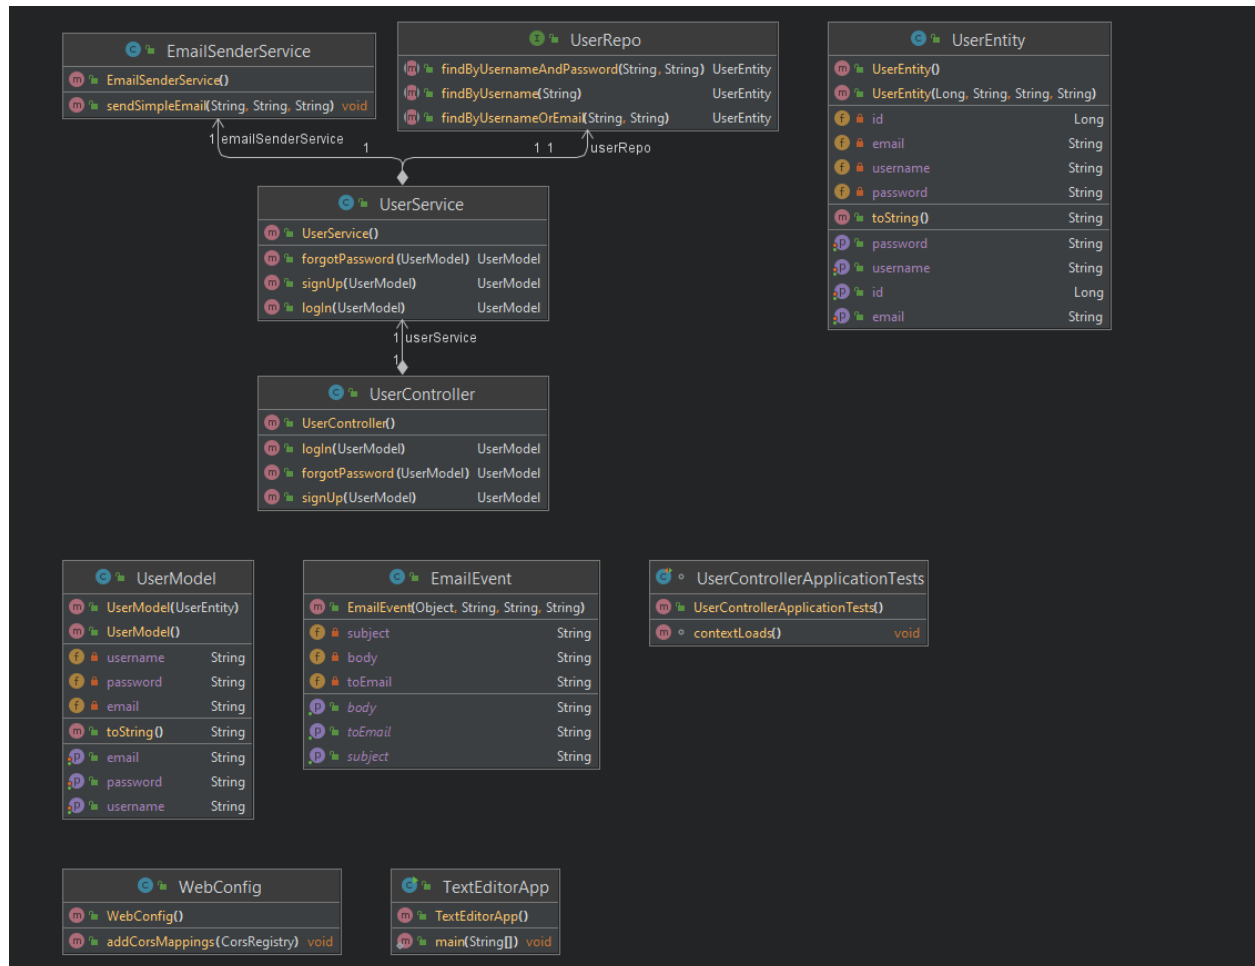 EmailSenderService
EmailSenderService()
sendSimpleEmail(String, String, String) void
UserRepo
findByUsernameAndPassword(String, String) UserEntity
findByUsername(String) UserEntity
findByUsernameOrEmail(String, String) UserEntity
UserEntity
UserEntity()
UserEntity(Long, String, String, String)
id Long
email String
username String
password String
toString() String
password String
username String
id Long
email String
1 emailSenderService
1
1 1 userRepo
UserService
UserService()
forgotPassword(UserModel) UserModel
signUp(UserModel) UserModel
logIn(UserModel) UserModel
1 userService
1
UserController
UserController()
logIn(UserModel) UserModel
forgotPassword(UserModel) UserModel
signUp(UserModel) UserModel
UserModel
UserModel(UserEntity)
UserModel()
username String
password String
email String
toString() String
email String
password String
username String
EmailEvent
EmailEvent(Object, String, String, String)
subject String
body String
toEmail String
body String
toEmail String
subject String
UserControllerApplicationTests
UserControllerApplicationTests()
contextLoads() void
WebConfig
WebConfig()
addCorsMappings(CorsRegistry) void
TextEditorApp
TextEditorApp()
main(String[]) void